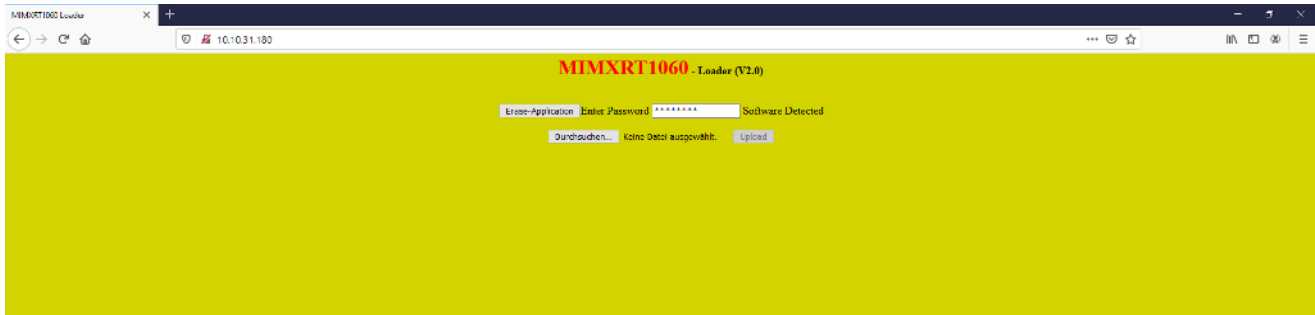 MIMXRT1060 Loader
10.10.31.180
MIMXRT1060 - Loader (V2.0)
Erase-Application Enter Password ******** Software Detected
Durchsuchen... Keine Datei ausgewählt. Upload